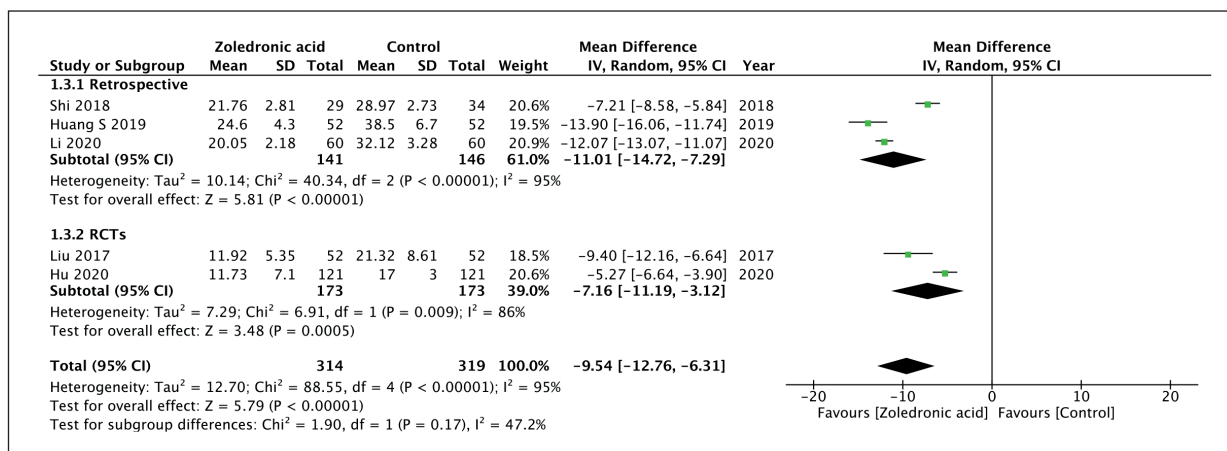 Zoledronic acid Control Mean Difference Mean Difference
Study or Subgroup Mean SD Total Mean SD Total Weight IV, Random, 95% CI Year IV, Random, 95% CI
1.3.1 Retrospective
Shi 2018 21.76 2.81 29 28.97 2.73 34 20.6% −7.21 [−8.58, −5.84] 2018
Huang S 2019 24.6 4.3 52 38.5 6.7 52 19.5% −13.90 [−16.06, −11.74] 2019
Li 2020 20.05 2.18 60 32.12 3.28 60 20.9% −12.07 [−13.07, −11.07] 2020
Subtotal (95% CI) 141 146 61.0% −11.01 [−14.72, −7.29]
Heterogeneity: Tau² = 10.14; Chi² = 40.34, df = 2 (P < 0.00001); I² = 95%
Test for overall effect: Z = 5.81 (P < 0.00001)
1.3.2 RCTs
Liu 2017 11.92 5.35 52 21.32 8.61 52 18.5% −9.40 [−12.16, −6.64] 2017
Hu 2020 11.73 7.1 121 17 3 121 20.6% −5.27 [−6.64, −3.90] 2020
Subtotal (95% CI) 173 173 39.0% −7.16 [−11.19, −3.12]
Heterogeneity: Tau² = 7.29; Chi² = 6.91, df = 1 (P = 0.009); I² = 86%
Test for overall effect: Z = 3.48 (P = 0.0005)
Total (95% CI) 314 319 100.0% −9.54 [−12.76, −6.31]
Heterogeneity: Tau² = 12.70; Chi² = 88.55, df = 4 (P < 0.00001); I² = 95%
Test for overall effect: Z = 5.79 (P < 0.00001)
Test for subgroup differences: Chi² = 1.90, df = 1 (P = 0.17), I² = 47.2%
−20 −10 0 10 20
Favours [Zoledronic acid] Favours [Control]